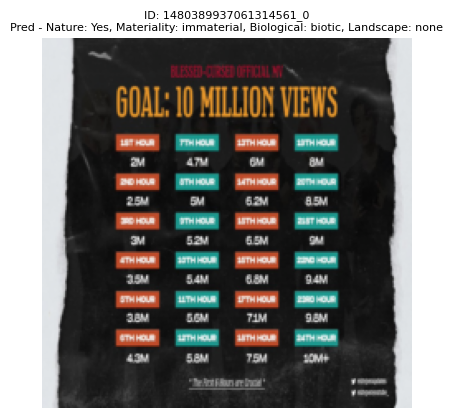 ID: 1480389937061314561_0
Pred - Nature: Yes, Materiality: immaterial, Biological: biotic, Landscape: none
BLESSED-CURSED OFFICIAL MV
GOAL: 10 MILLION VIEWS
1ST HOUR 7TH HOUR 13TH HOUR 19TH HOUR
2M 4.7M 6M 8M
2ND HOUR 8TH HOUR 14TH HOUR 20TH HOUR
2.5M 5M 6.2M 8.5M
3RD HOUR 9TH HOUR 15TH HOUR 21ST HOUR
3M 5.2M 6.5M 9M
4TH HOUR 10TH HOUR 16TH HOUR 22ND HOUR
3.5M 5.4M 6.8M 9.4M
5TH HOUR 11TH HOUR 17TH HOUR 23RD HOUR
3.8M 5.6M 7.1M 9.8M
6TH HOUR 12TH HOUR 18TH HOUR 24TH HOUR
4.3M 5.8M 7.5M 10M+
* The First 6 Hours are Crucial *